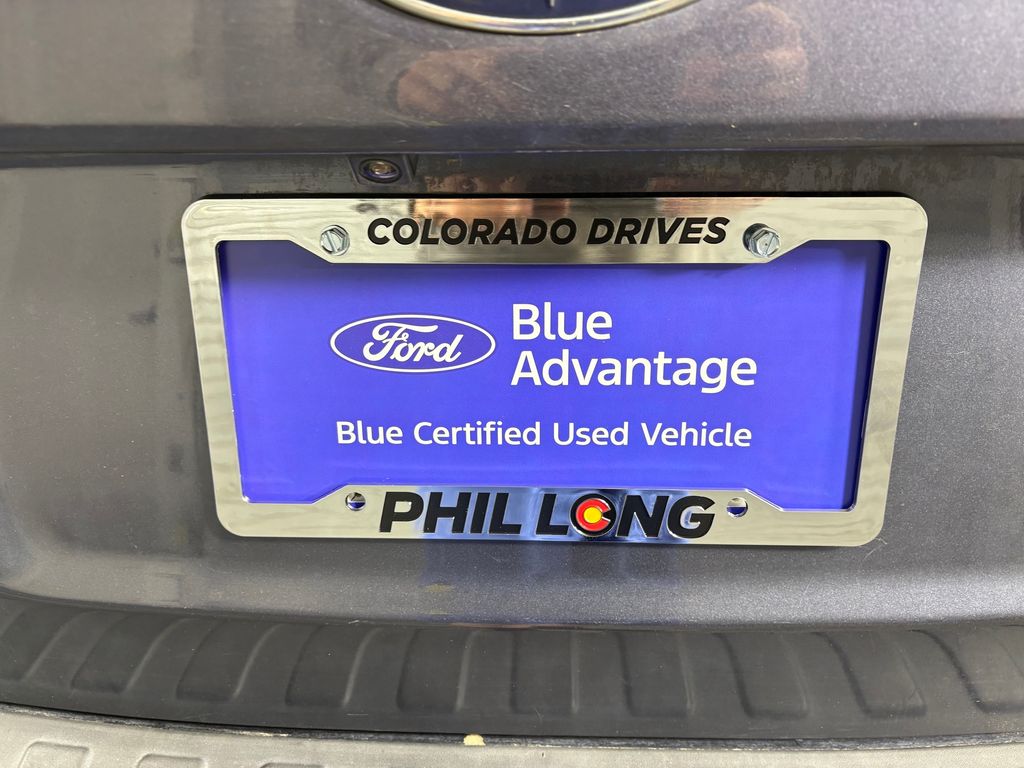 COLORADO DRIVES
Ford
Blue
Advantage
Blue Certified Used Vehicle
PHIL LONG